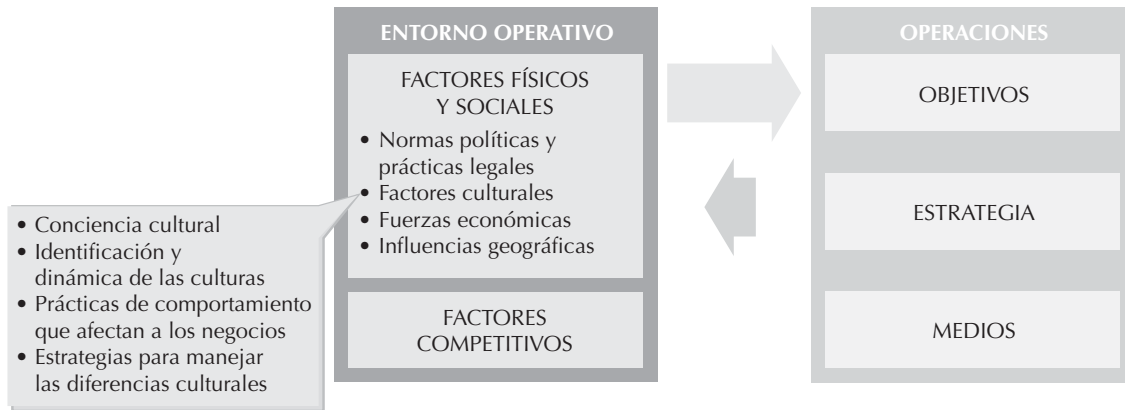 ENTORNO OPERATIVO
FACTORES FÍSICOS
Y SOCIALES
• Normas políticas y
prácticas legales
• Factores culturales
• Fuerzas económicas
• Influencias geográficas
FACTORES
COMPETITIVOS
• Conciencia cultural
• Identificación y
dinámica de las culturas
• Prácticas de comportamiento
que afectan a los negocios
• Estrategias para manejar
las diferencias culturales
OPERACIONES
OBJETIVOS
ESTRATEGIA
MEDIOS